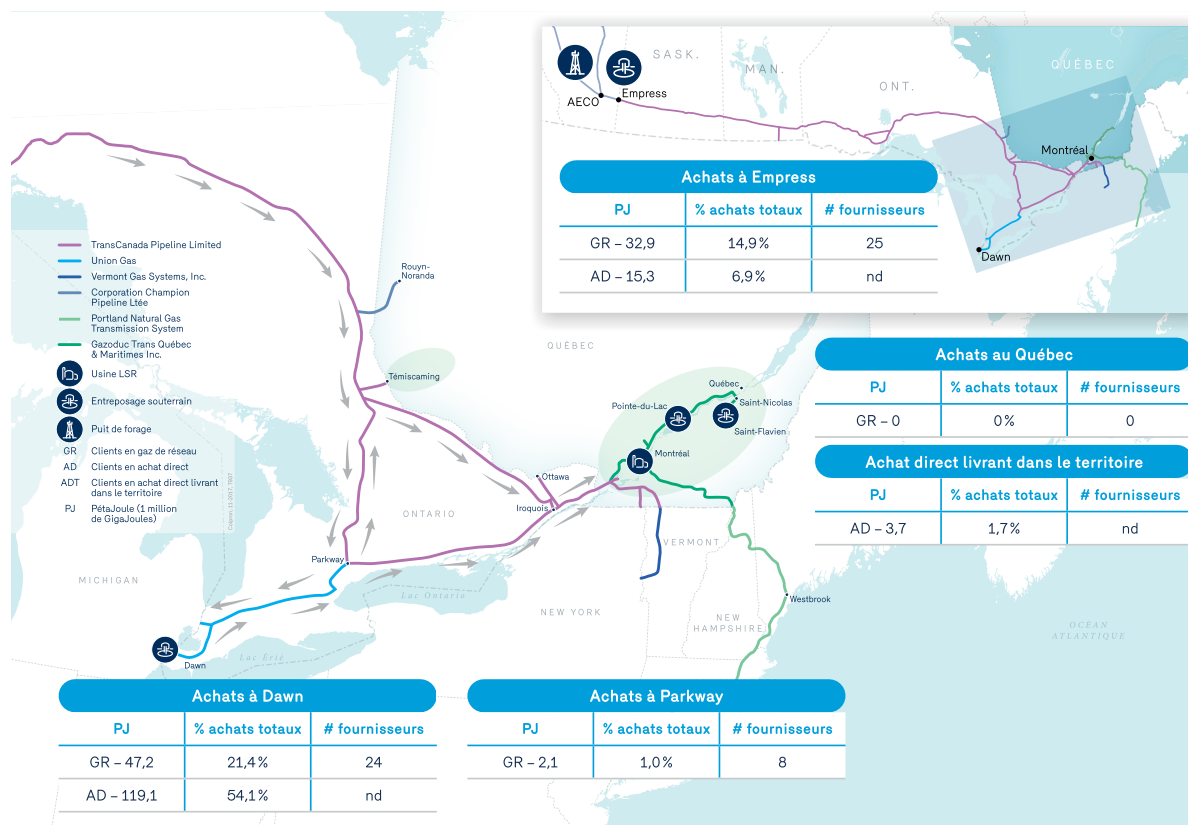 SASK.
MAN.
ONT.
QUÉBEC
AECO
Empress
Montréal
Dawn
Achats à Empress
PJ % achats totaux # fournisseurs
GR – 32,9 14,9 % 25
AD – 15,3 6,9 % nd
TransCanada Pipeline Limited
Union Gas
Vermont Gas Systems, Inc.
Corporation Champion
Pipeline Ltée
Portland Natural Gas
Transmission System
Gazoduc Trans Québec
& Maritimes Inc.
Usine LSR
Entreposage souterrain
Puit de forage
GR Clients en gaz de réseau
AD Clients en achat direct
ADT Clients en achat direct livrant
dans le territoire
PJ PétaJoule (1 million
de GigaJoules)
Rouyn-
Noranda
QUÉBEC
Témiscaming
Québec
Saint-Nicolas
Pointe-du-Lac
Saint-Flavien
Montréal
Ottawa
Iroquois
ONTARIO
Parkway
MICHIGAN
VERMONT
Lac Ontario
NEW YORK
NEW
HAMPSHIRE
Westbrook
OCÉAN
ATLANTIQUE
Lac Érié
Dawn
Achats au Québec
PJ % achats totaux # fournisseurs
GR – 0 0 % 0
Achat direct livrant dans le territoire
PJ % achats totaux # fournisseurs
AD – 3,7 1,7 % nd
Achats à Dawn
PJ % achats totaux # fournisseurs
GR – 47,2 21,4 % 24
AD – 119,1 54,1 % nd
Achats à Parkway
PJ % achats totaux # fournisseurs
GR – 2,1 1,0 % 8